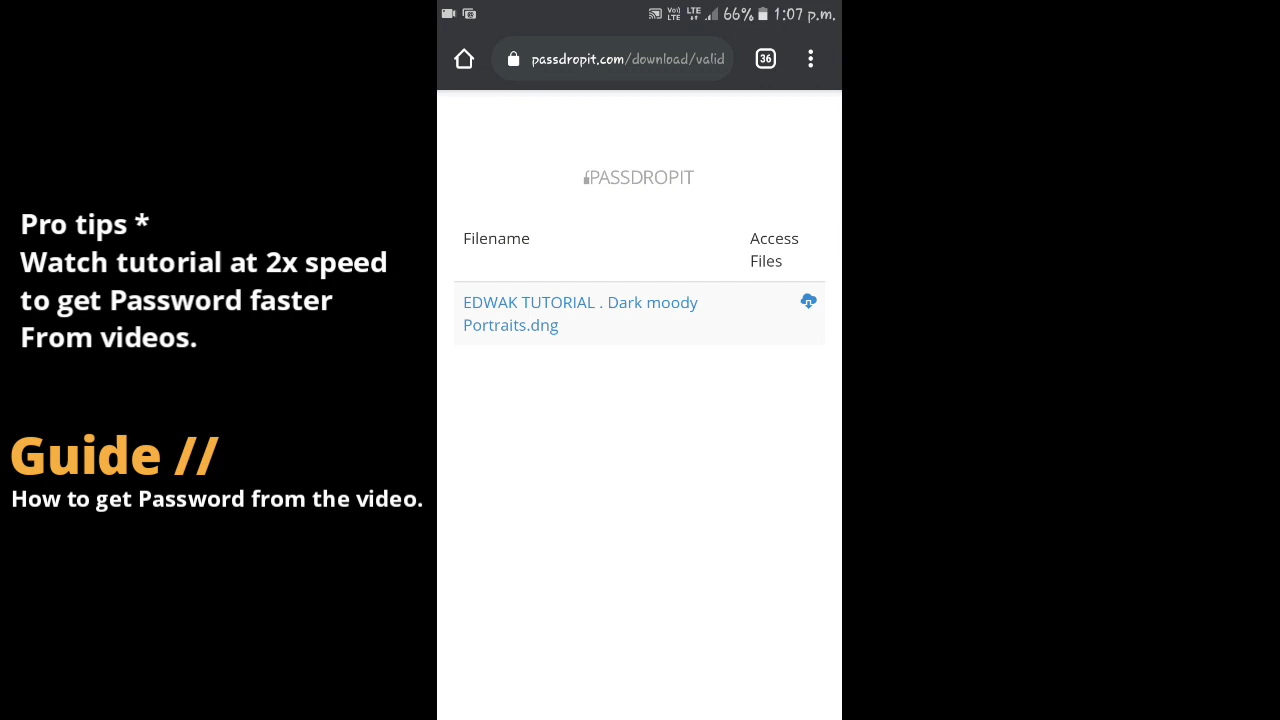 66% 1:07 p.m.
passdropit.com/download/valid
36
PASSDROPIT
Filename
Access
Files
EDWAK TUTORIAL . Dark moody
Portraits.dng
Pro tips *
Watch tutorial at 2x speed
to get Password faster
From videos.
Guide //
How to get Password from the video.